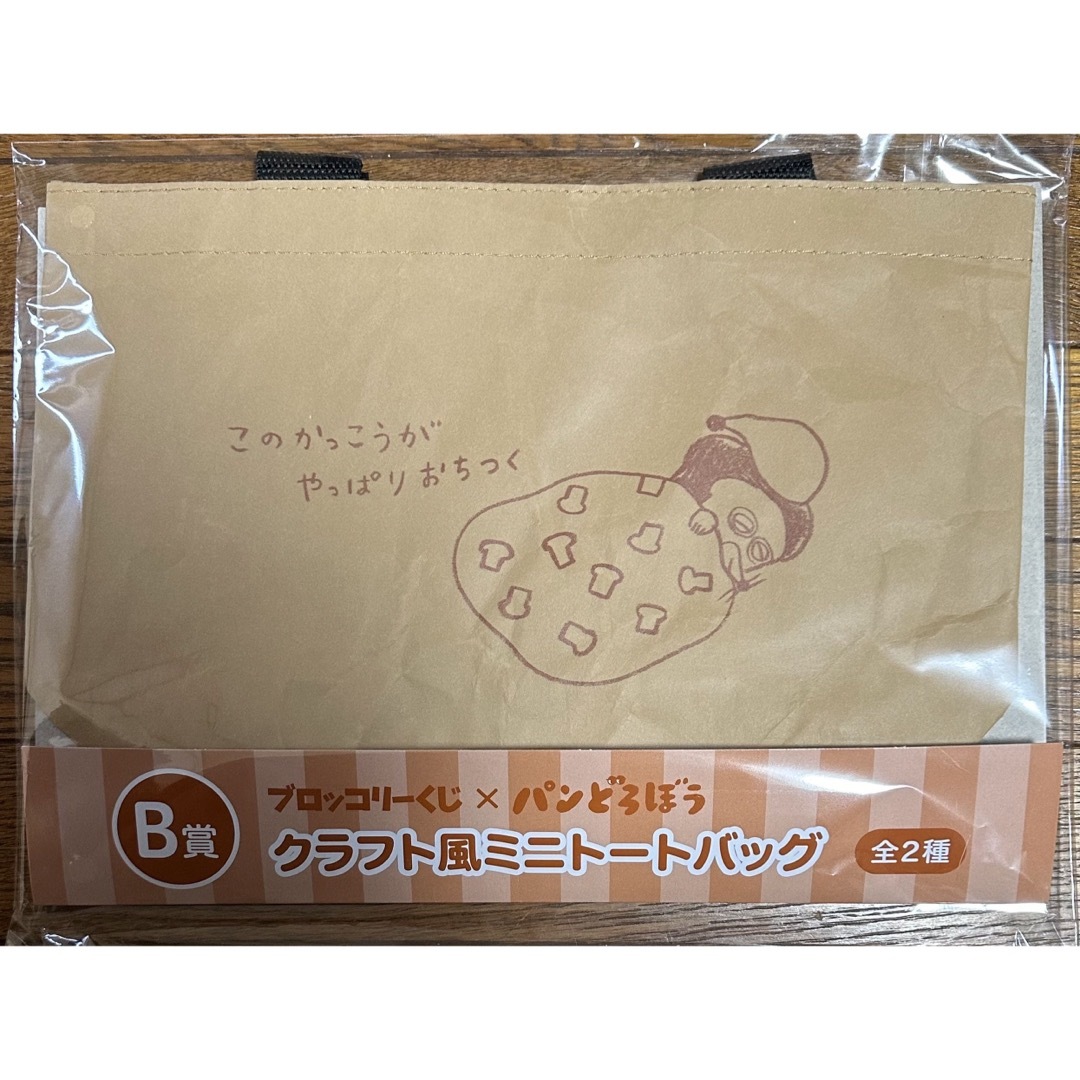 このかっこうが
やっぱりおちつく
B賞
ブロッコリーくじ×パンどろぼう
クラフト風ミニトートバッグ
全2種